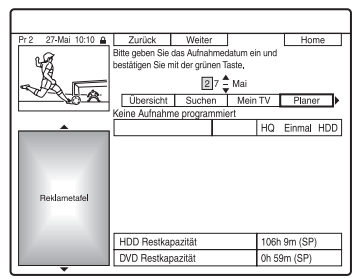 Pr 2 27-Mai 10:10 Zurück Weiter Home
Bitte geben Sie das Aufnahmedatum ein und
bestätigen Sie mit der grünen Taste,
27 Mai
Übersicht Suchen Mein TV Planer
Keine Aufnahme programmiert
HQ Einmal HDD
Reklametafel
HDD Restkapazität 106h 9m (SP)
DVD Restkapazität 0h 59m (SP)